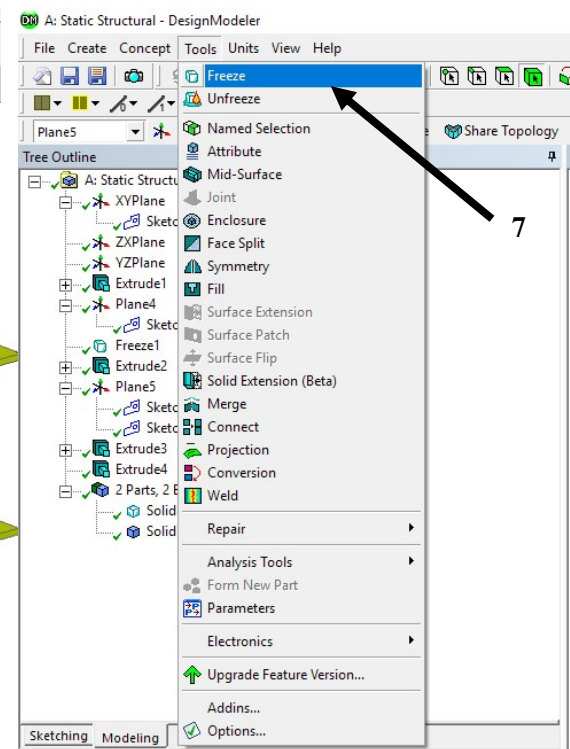 A: Static Structural - DesignModeler
File Create Concept Tools Units View Help
Freeze
Unfreeze
Plane5
Share Topology
Tree Outline
Named Selection
Attribute
Mid-Surface
Joint
Enclosure
Face Split
Symmetry
Fill
Surface Extension
Surface Patch
Surface Flip
Solid Extension (Beta)
Merge
Connect
Projection
Conversion
Weld
Repair
Analysis Tools
Form New Part
Parameters
Electronics
Upgrade Feature Version...
Addins...
Options...
7
A: Static Structu
XYPlane
Sketc
ZXPlane
YZPlane
Extrude1
Plane4
Sketc
Freeze1
Extrude2
Plane5
Sketc
Sketc
Extrude3
Extrude4
2 Parts, 2 B
Solid
Solid
Sketching Modeling